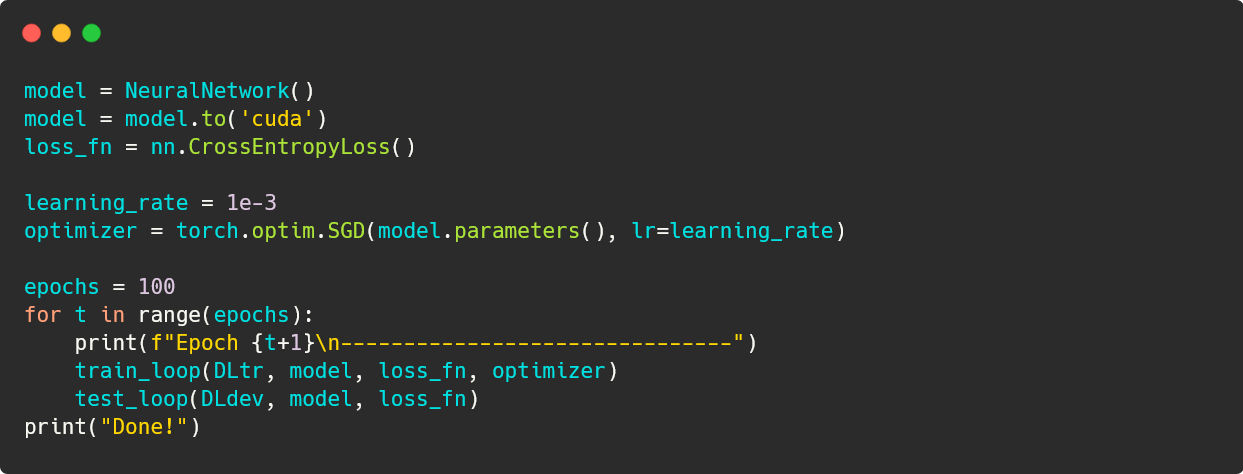 model = NeuralNetwork()
model = model.to('cuda')
loss_fn = nn.CrossEntropyLoss()

learning_rate = 1e-3
optimizer = torch.optim.SGD(model.parameters(), lr=learning_rate)

epochs = 100
for t in range(epochs):
    print(f"Epoch {t+1}\n-------------------------------")
    train_loop(DLtr, model, loss_fn, optimizer)
    test_loop(DLdev, model, loss_fn)
print("Done!")